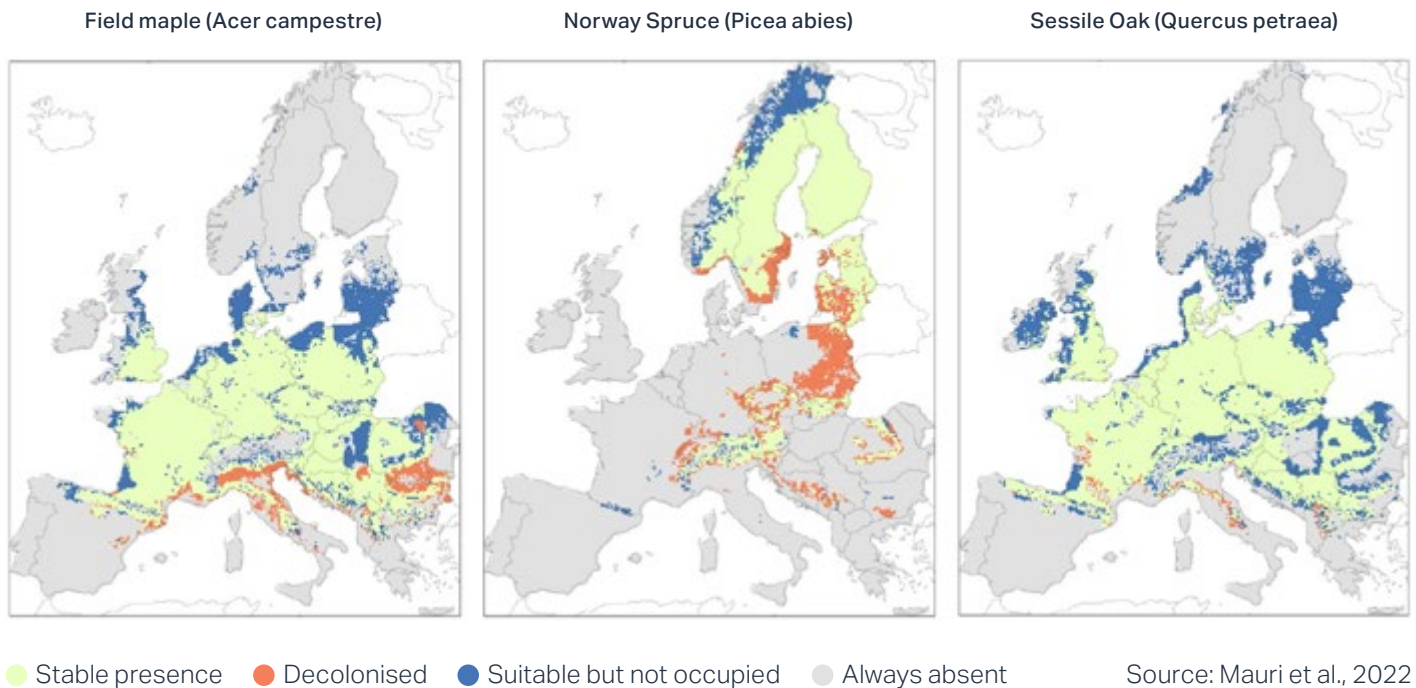 Field maple (Acer campestre)
Norway Spruce (Picea abies)
Sessile Oak (Quercus petraea)
Stable presence
Decolonised
Suitable but not occupied
Always absent
Source: Mauri et al., 2022